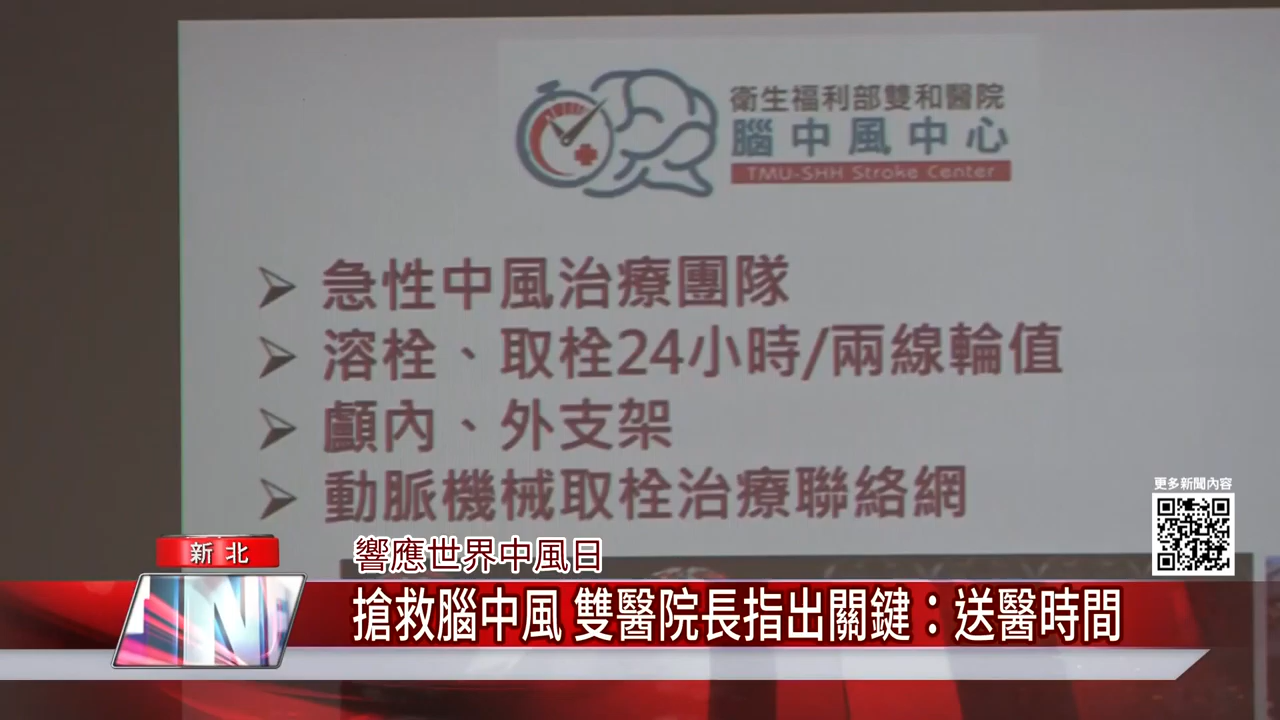 衛生福利部雙和醫院
腦中風中心
TMU-SHH Stroke Center
急性中風治療團隊
溶栓、取栓24小時/兩線輪值
顱內、外支架
動脈機械取栓治療聯絡網
更多新聞內容
新北
響應世界中風日
搶救腦中風 雙醫院長指出關鍵：送醫時間